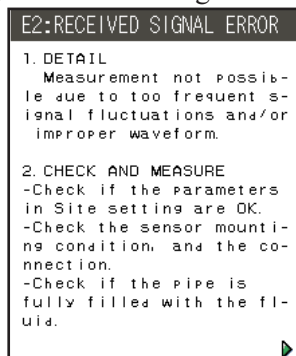 E2:RECEIVED SIGNAL ERROR
1. DETAIL
Measurement not possib-
le due to too frequent s-
ignal fluctuations and/or
improper waveform.
2. CHECK AND MEASURE
-Check if the parameters
in Site setting are OK.
-Check the sensor mounti-
ng condition, and the co-
nnection.
-Check if the pipe is
fully filled with the fl-
uid.